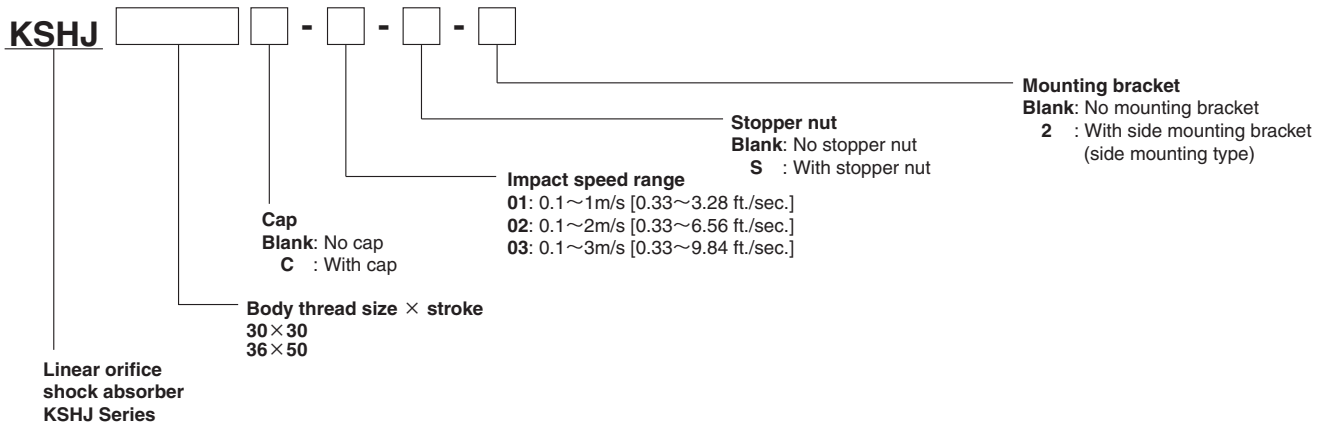 KSHJ - - -
Mounting bracket
Blank: No mounting bracket
2 : With side mounting bracket
(side mounting type)
Stopper nut
Blank: No stopper nut
S : With stopper nut
Impact speed range
01: 0.1～1m/s [0.33～3.28 ft./sec.]
02: 0.1～2m/s [0.33～6.56 ft./sec.]
03: 0.1～3m/s [0.33～9.84 ft./sec.]
Cap
Blank: No cap
C : With cap
Body thread size × stroke
30×30
36×50
Linear orifice
shock absorber
KSHJ Series